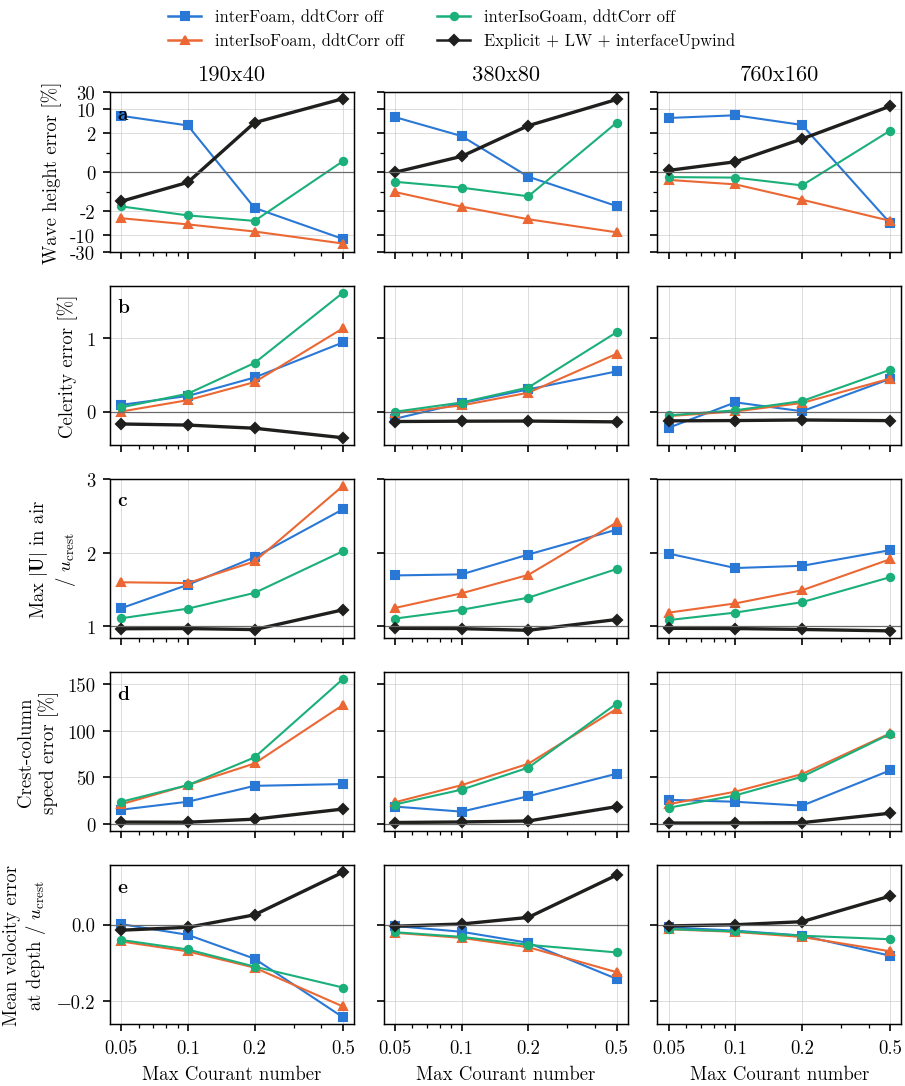 interFoam, ddtCorr off
interIsoGoam, ddtCorr off
interIsoFoam, ddtCorr off
Explicit + LW + interfaceUpwind
190x40
380x80
760x160
Wave height error [%]
30
10
2
0
-2
-10
-30
a
Celerity error [%]
1
0
b
Max |U| in air
/ u_crest
3
2
1
c
Crest-column
speed error [%]
150
100
50
0
d
Mean velocity error
at depth / u_crest
0.0
−0.2
e
0.05 0.1 0.2 0.5
0.05 0.1 0.2 0.5
0.05 0.1 0.2 0.5
Max Courant number
Max Courant number
Max Courant number